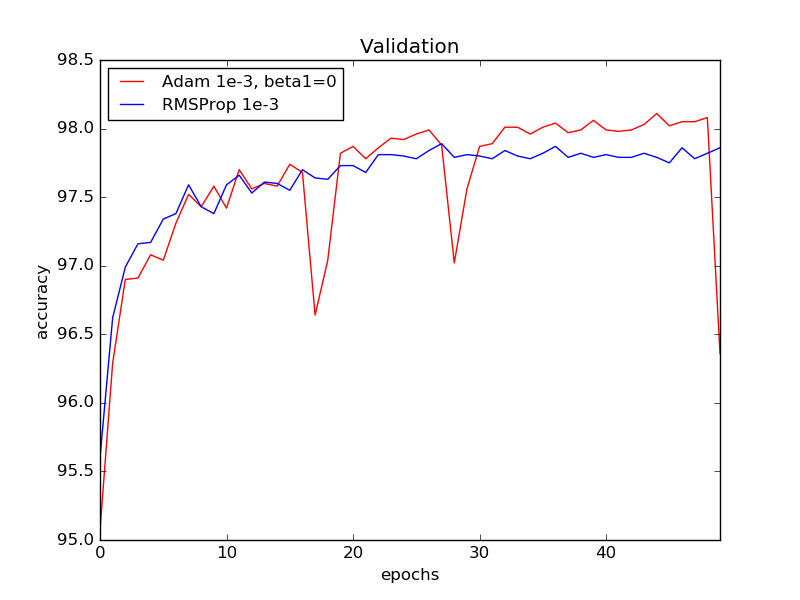 Validation
98.5
98.0
97.5
97.0
96.5
96.0
95.5
95.0
accuracy
Adam 1e-3, beta1=0
RMSProp 1e-3
0 10 20 30 40
epochs